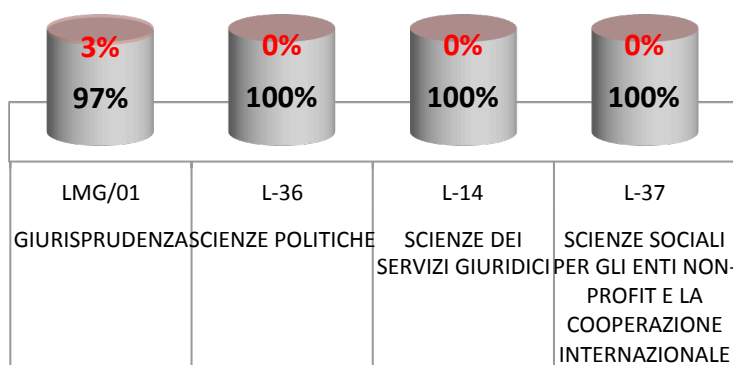 3% 0% 0% 0%
97% 100% 100% 100%
LMG/01 L-36 L-14 L-37
GIURISPRUDENZA SCIENZE POLITICHE SCIENZE DEI SCIENZE SOCIALI
SERVIZI GIURIDICI PER GLI ENTI NON-
PROFIT E LA
COOPERAZIONE
INTERNAZIONALE